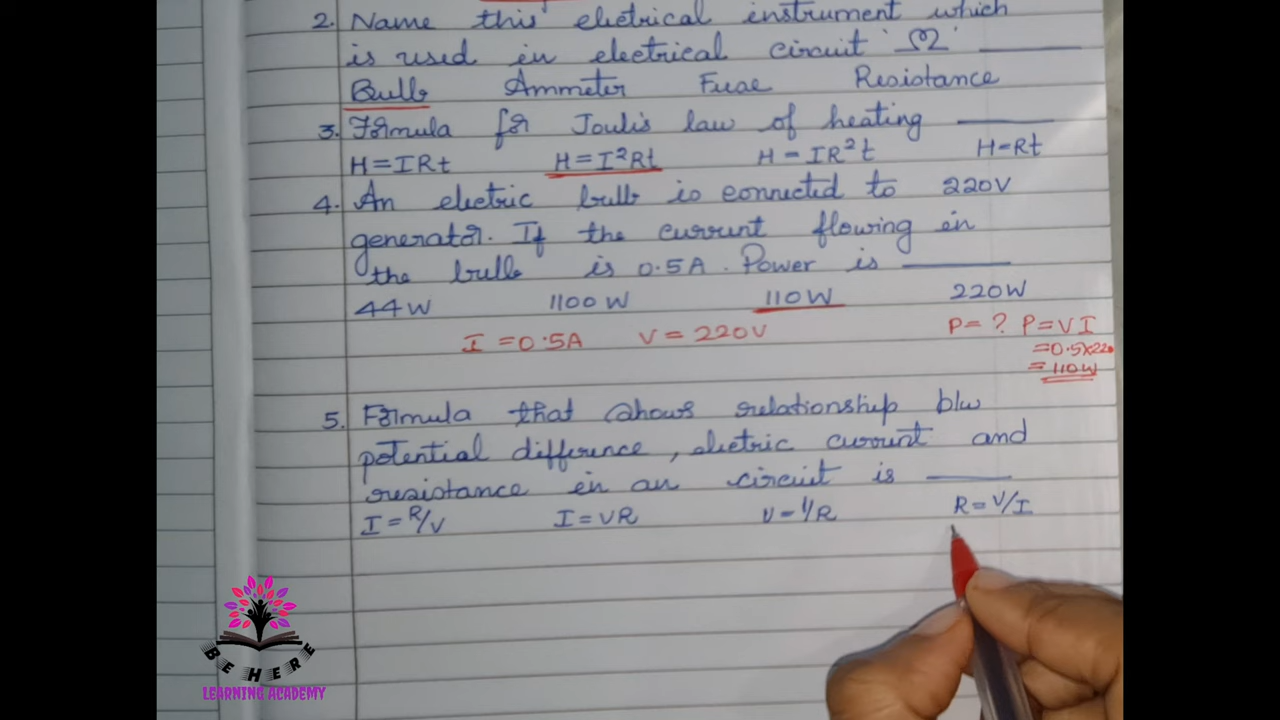 2. Name this eletrical instrument which
is used in electrical circuit '
Bulb Ammeter Fuse Resistance
3. Formula for Joule's law of heating
H=IRt H=I²Rt H=IR²t H=Rt
4. An electric bulb is connected to 220V
generator. If the current flowing in
the bulb is 0.5A. Power is
44W 1100W 110W 220W
I=0.5A V=220V P=? P=VI
=0.5x220
=110W
5. Formula that shows relationship b/w
potential difference, electric current and
resistance in an circuit is
I=R/V I=VR V=I/R R=V/I
BE HERE
LEARNING ACADEMY